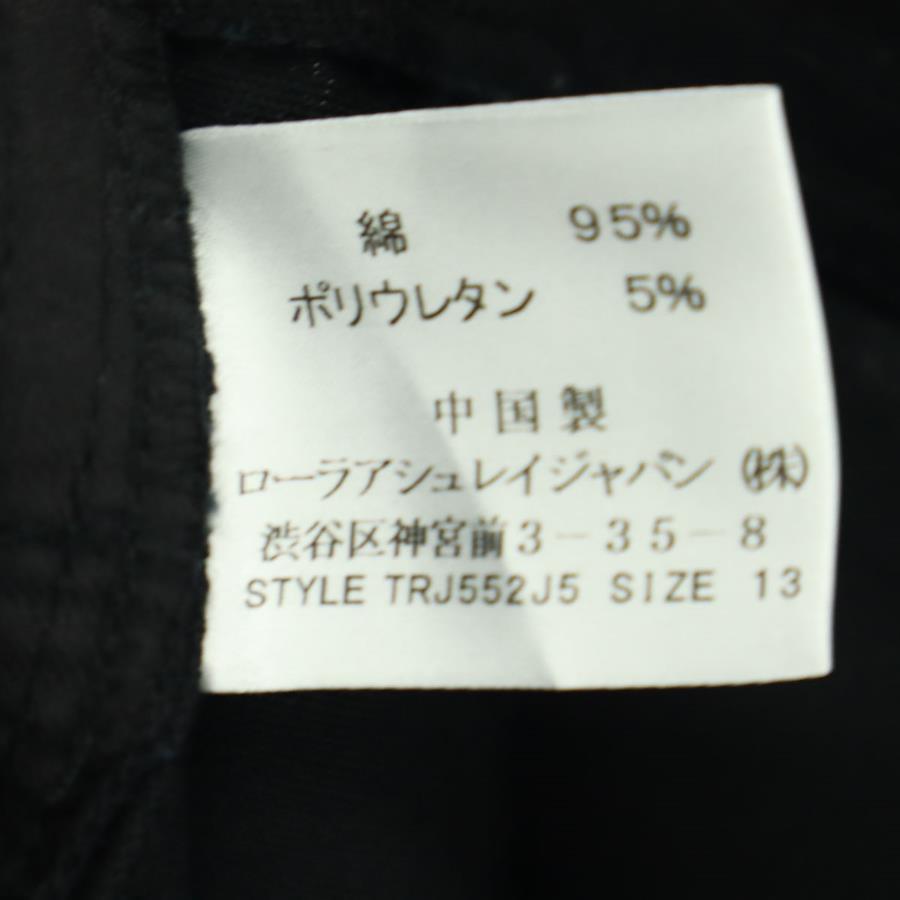 綿 95%
ポリウレタン 5%
中国製
ローラアシュレイジャパン(株)
渋谷区神宮前3-35-8
STYLE TRJ552J5 SIZE 13